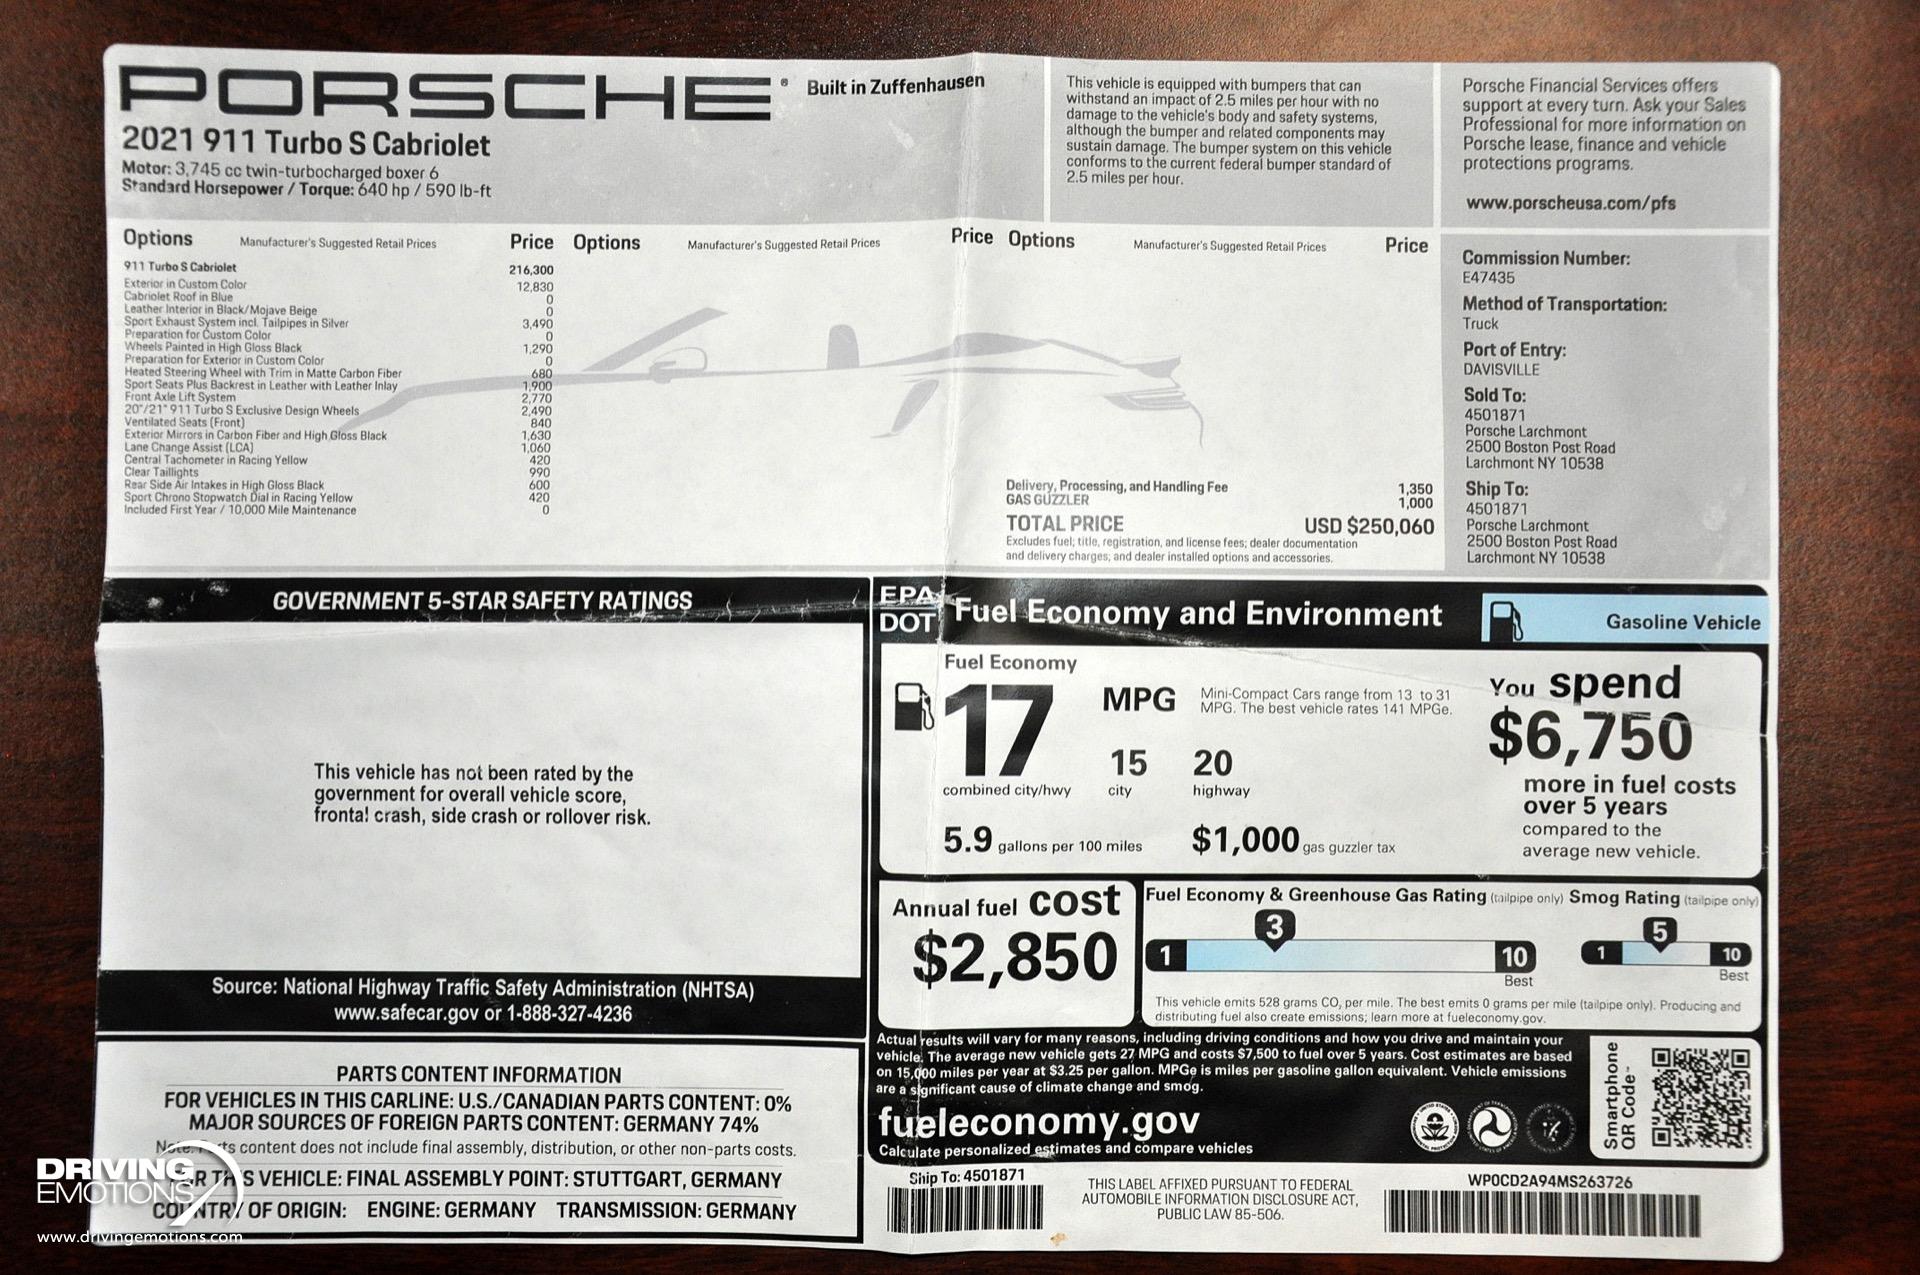 PORSCHE® Built in Zuffenhausen
2021 911 Turbo S Cabriolet
Motor: 3,745 cc twin-turbocharged boxer 6
Standard Horsepower / Torque: 640 hp / 590 lb-ft
This vehicle is equipped with bumpers that can
withstand an impact of 2.5 miles per hour with no
damage to the vehicle's body and safety systems,
although the bumper and related components may
sustain damage. The bumper system on this vehicle
conforms to the current federal bumper standard of
2.5 miles per hour.
Porsche Financial Services offers
support at every turn. Ask your Sales
Professional for more information on
Porsche lease, finance and vehicle
protections programs.
www.porscheusa.com/pfs
Options Manufacturer's Suggested Retail Prices Price
911 Turbo S Cabriolet 216,300
Exterior in Custom Color 12,830
Cabriolet Roof in Blue 0
Leather Interior in Black/Mojave Beige 0
Sport Exhaust System incl. Tailpipes in Silver 3,490
Preparation for Custom Color 0
Wheels Painted in High Gloss Black 1,290
Preparation for Exterior in Custom Color 0
Heated Steering Wheel with Trim in Matte Carbon Fiber 680
Sport Seats Plus Backrest in Leather with Leather Inlay 1,900
Front Axle Lift System 2,770
20"/21" 911 Turbo S Exclusive Design Wheels 2,490
Ventilated Seats (Front) 840
Exterior Mirrors in Carbon Fiber and High Gloss Black 1,630
Lane Change Assist (LCA) 1,060
Central Tachometer in Racing Yellow 420
Clear Taillights 990
Rear Side Air Intakes in High Gloss Black 600
Sport Chrono Stopwatch Dial in Racing Yellow 420
Included First Year / 10,000 Mile Maintenance 0
Options Manufacturer's Suggested Retail Prices Price
Options Manufacturer's Suggested Retail Prices Price
Delivery, Processing, and Handling Fee 1,350
GAS GUZZLER 1,000
TOTAL PRICE USD $250,060
Excludes fuel; title, registration, and license fees; dealer documentation
and delivery charges; and dealer installed options and accessories.
Commission Number:
E47435
Method of Transportation:
Truck
Port of Entry:
DAVISVILLE
Sold To:
4501871
Porsche Larchmont
2500 Boston Post Road
Larchmont NY 10538
Ship To:
4501871
Porsche Larchmont
2500 Boston Post Road
Larchmont NY 10538
GOVERNMENT 5-STAR SAFETY RATINGS
This vehicle has not been rated by the
government for overall vehicle score,
frontal crash, side crash or rollover risk.
Source: National Highway Traffic Safety Administration (NHTSA)
www.safecar.gov or 1-888-327-4236
PARTS CONTENT INFORMATION
FOR VEHICLES IN THIS CARLINE: U.S./CANADIAN PARTS CONTENT: 0%
MAJOR SOURCES OF FOREIGN PARTS CONTENT: GERMANY 74%
Note: Parts content does not include final assembly, distribution, or other non-parts costs.
FOR THIS VEHICLE: FINAL ASSEMBLY POINT: STUTTGART, GERMANY
COUNTRY OF ORIGIN: ENGINE: GERMANY TRANSMISSION: GERMANY
EPA
DOT
Fuel Economy and Environment
Gasoline Vehicle
Fuel Economy
17 MPG
combined city/hwy
15
city
20
highway
Mini-Compact Cars range from 13 to 31
MPG. The best vehicle rates 141 MPGe.
5.9 gallons per 100 miles
$1,000 gas guzzler tax
You spend
$6,750
more in fuel costs
over 5 years
compared to the
average new vehicle.
Annual fuel cost
$2,850
Fuel Economy & Greenhouse Gas Rating (tailpipe only)
1 3 10
Best
Smog Rating (tailpipe only)
1 5 10
Best
This vehicle emits 528 grams CO₂ per mile. The best emits 0 grams per mile (tailpipe only). Producing and
distributing fuel also create emissions; learn more at fueleconomy.gov.
Actual results will vary for many reasons, including driving conditions and how you drive and maintain your
vehicle. The average new vehicle gets 27 MPG and costs $7,500 to fuel over 5 years. Cost estimates are based
on 15,000 miles per year at $3.25 per gallon. MPGe is miles per gasoline gallon equivalent. Vehicle emissions
are a significant cause of climate change and smog.
fueleconomy.gov
Calculate personalized estimates and compare vehicles
Smartphone
QR Code™
Ship To: 4501871
THIS LABEL AFFIXED PURSUANT TO FEDERAL
AUTOMOBILE INFORMATION DISCLOSURE ACT,
PUBLIC LAW 85-506.
WP0CD2A94MS263726
DRIVING
EMOTIONS
www.drivingemotions.com